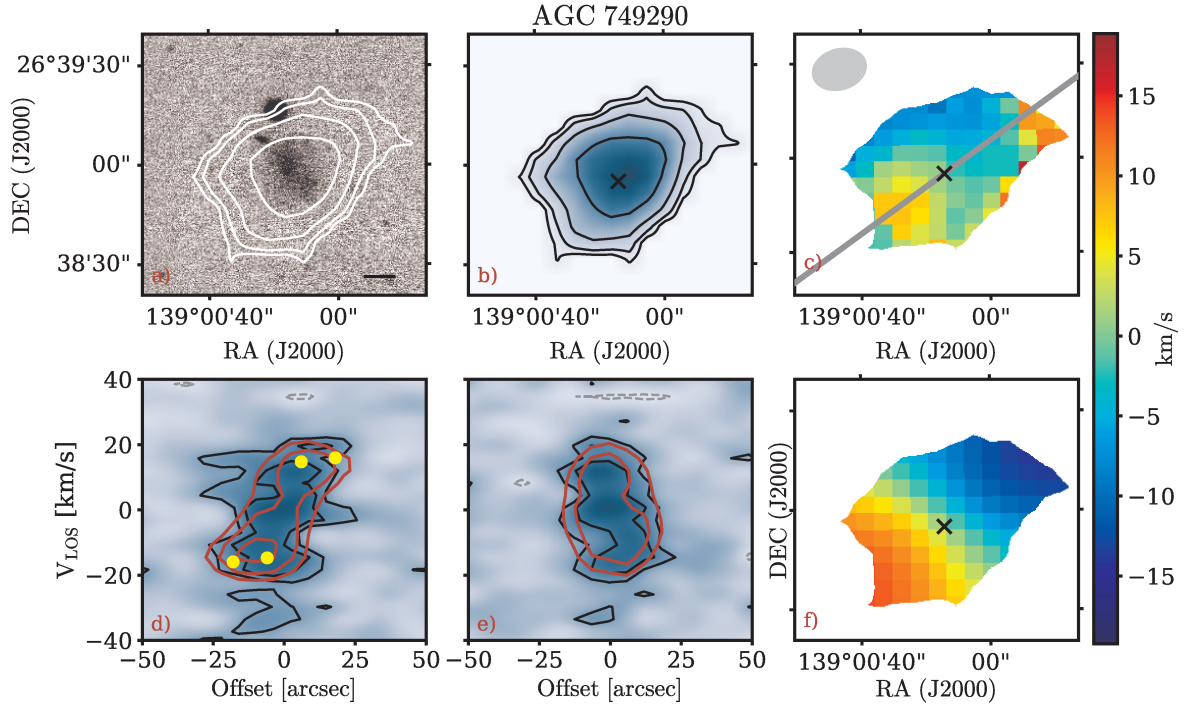 AGC 749290
26°39'30"
00"
38'30"
DEC (J2000)
a)
b)
c)
139°00'40" 00"
139°00'40" 00"
139°00'40" 00"
RA (J2000)
RA (J2000)
RA (J2000)
15
10
5
0
−5
−10
−15
km/s
40
20
0
−20
−40
V_LOS [km/s]
d)
e)
f)
DEC (J2000)
−50 −25 0 25 50
−50 −25 0 25 50
139°00'40" 00"
Offset [arcsec]
Offset [arcsec]
RA (J2000)